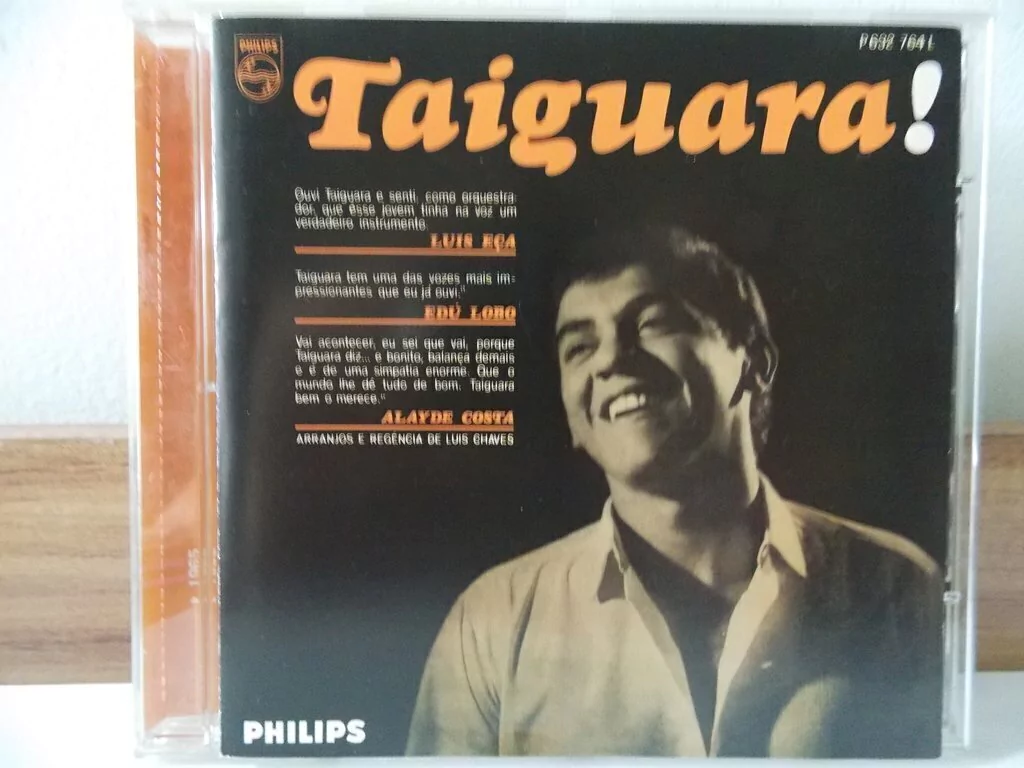 PHILIPS
P 632 764 L
Taiguara!
Ouvi Taiguara e senti, como orquestra-
dor, que êsse jovem tinha na voz um
verdadeiro instrumento.
LUIS EÇA
Taiguara tem uma das vozes mais im-
pressionantes que eu já ouvi."
EDÚ LOBO
Vai acontecer, eu sei que vai, porque
Taiguara diz... e bonito, balança demais
e é de uma simpatia enorme. Que o
mundo lhe dê tudo de bom. Taiguara
bem o merece."
ALAYDE COSTA
ARRANJOS E REGÊNCIA DE LUIS CHAVES
PHILIPS